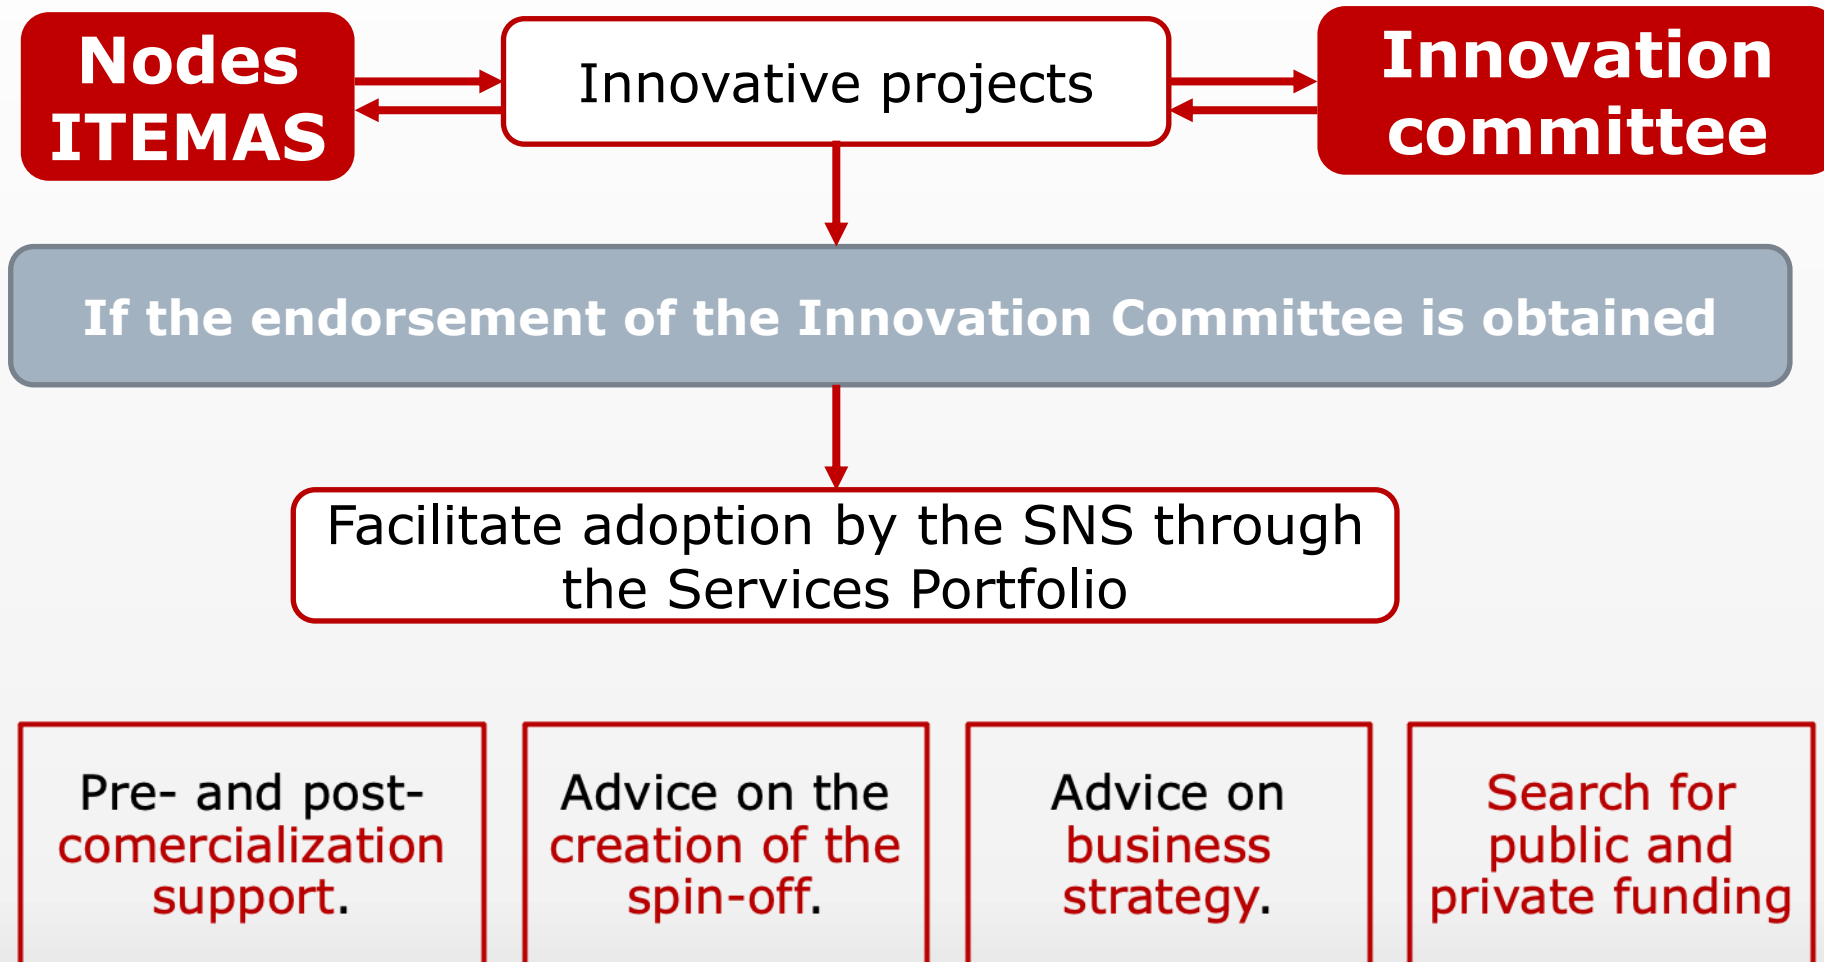 Nodes
ITEMAS
Innovative projects
Innovation
committee
If the endorsement of the Innovation Committee is obtained
Facilitate adoption by the SNS through
the Services Portfolio
Pre- and post-
comercialization
support.
Advice on the
creation of the
spin-off.
Advice on
business
strategy.
Search for
public and
private funding